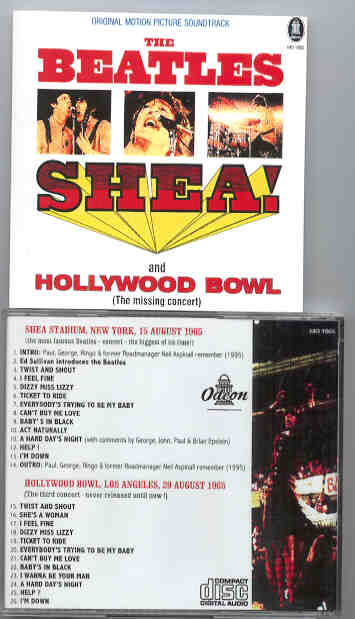 ORIGINAL MOTION PICTURE SOUNDTRACK
THE
BEATLES
SHEA!
and
HOLLYWOOD BOWL
(The missing concert)
SHEA STADIUM, NEW YORK, 15 AUGUST 1965
(the most famous Beatles - concert - the biggest of his time!)
1. INTRO: Paul, George, Ringo & former Roadmanager Neil Aspinall remember (1995)
2. Ed Sullivan introduces the Beatles
3. TWIST AND SHOUT
4. I FEEL FINE
5. DIZZY MISS LIZZY
6. TICKET TO RIDE
7. EVERYBODY'S TRYING TO BE MY BABY
8. CAN'T BUY ME LOVE
9. BABY'S IN BLACK
10. ACT NATURALLY
11. A HARD DAY'S NIGHT (with comments by George, John, Paul & Brian Epstein)
12. HELP !
13. I'M DOWN
14. OUTRO: Paul, George, Ringo & former Roadmanager Neil Aspinall remember (1995)
Odeon
HOLLYWOOD BOWL, LOS ANGELES, 29 AUGUST 1965
(The third concert - never released until now !)
15. TWIST AND SHOUT
16. SHE'S A WOMAN
17. I FEEL FINE
18. DIZZY MISS LIZZY
19. TICKET TO RIDE
20. EVERYBODY'S TRYING TO BE MY BABY
21. CAN'T BUY ME LOVE
22. BABY'S IN BLACK
23. I WANNA BE YOUR MAN
24. A HARD DAY'S NIGHT
25. HELP ?
26. I'M DOWN
COMPACT
disc
DIGITAL AUDIO